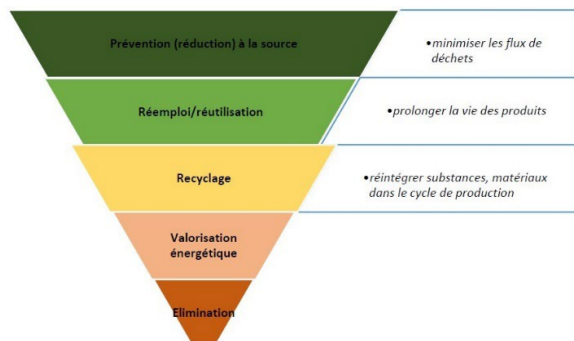 Prévention (réduction) à la source
•minimiser les flux de
déchets
Réemploi/réutilisation
•prolonger la vie des produits
Recyclage
•réintégrer substances, matériaux
dans le cycle de production
Valorisation
énergétique
Elimination